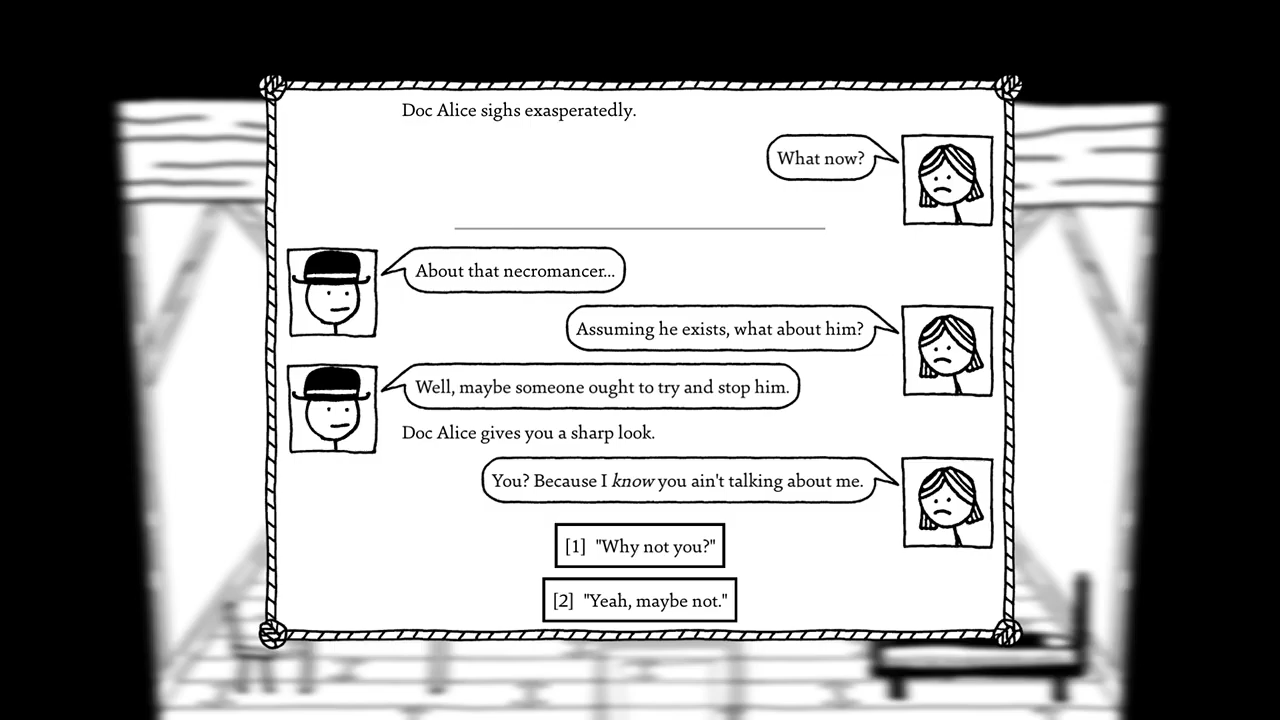 Doc Alice sighs exasperatedly.
What now?
About that necromancer...
Assuming he exists, what about him?
Well, maybe someone ought to try and stop him.
Doc Alice gives you a sharp look.
You? Because I know you ain't talking about me.
[1] "Why not you?"
[2] "Yeah, maybe not."